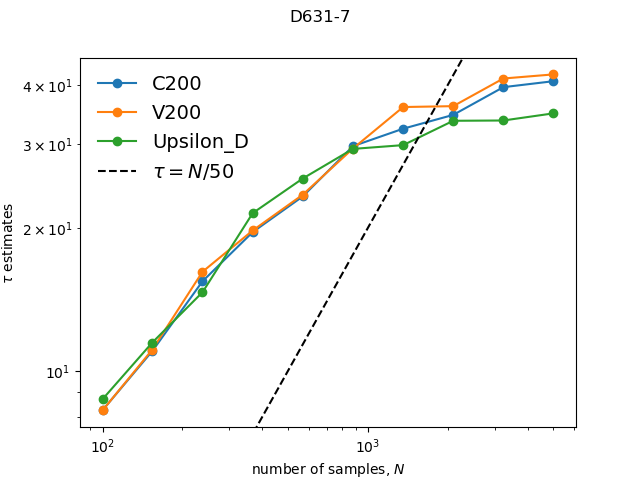 D631-7
C200
V200
Upsilon_D
τ = N/50
4 × 10¹
3 × 10¹
2 × 10¹
10¹
τ estimates
10² 10³
number of samples, N